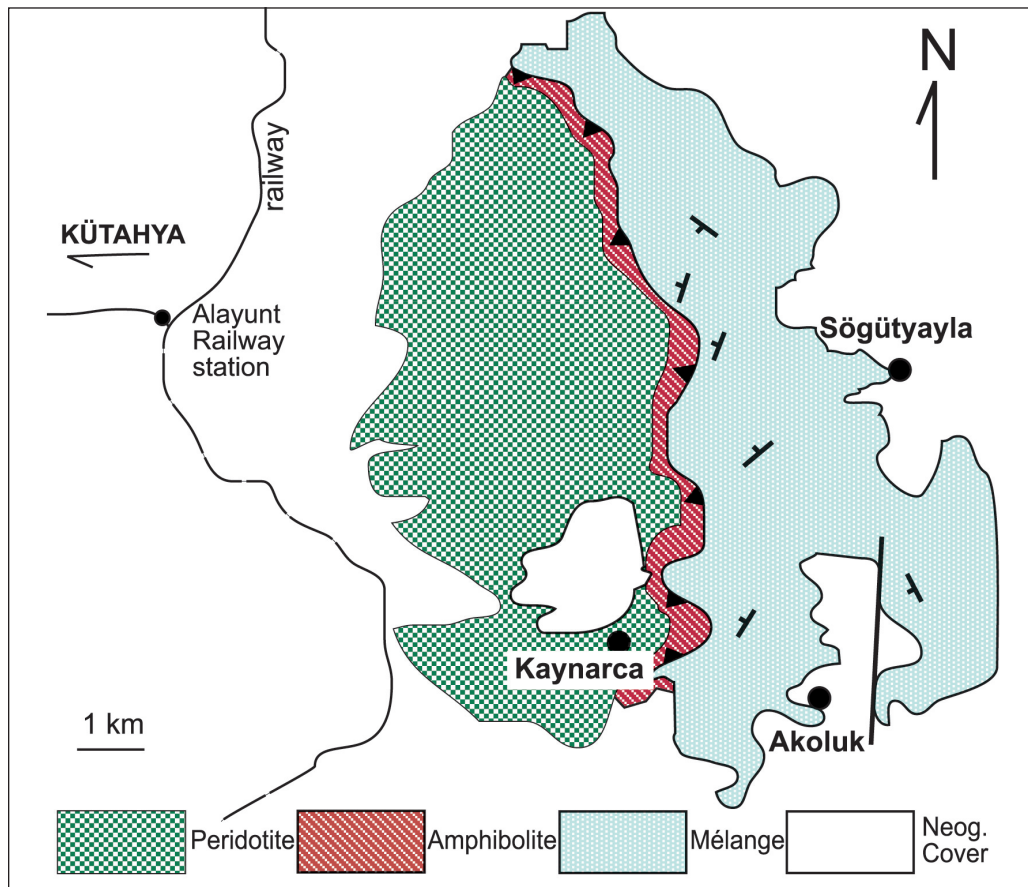 N
railway
KÜTAHYA
Alayunt
Railway
station
Sögütyayla
Kaynarca
Akoluk
1 km
Peridotite
Amphibolite
Mélange
Neog.
Cover